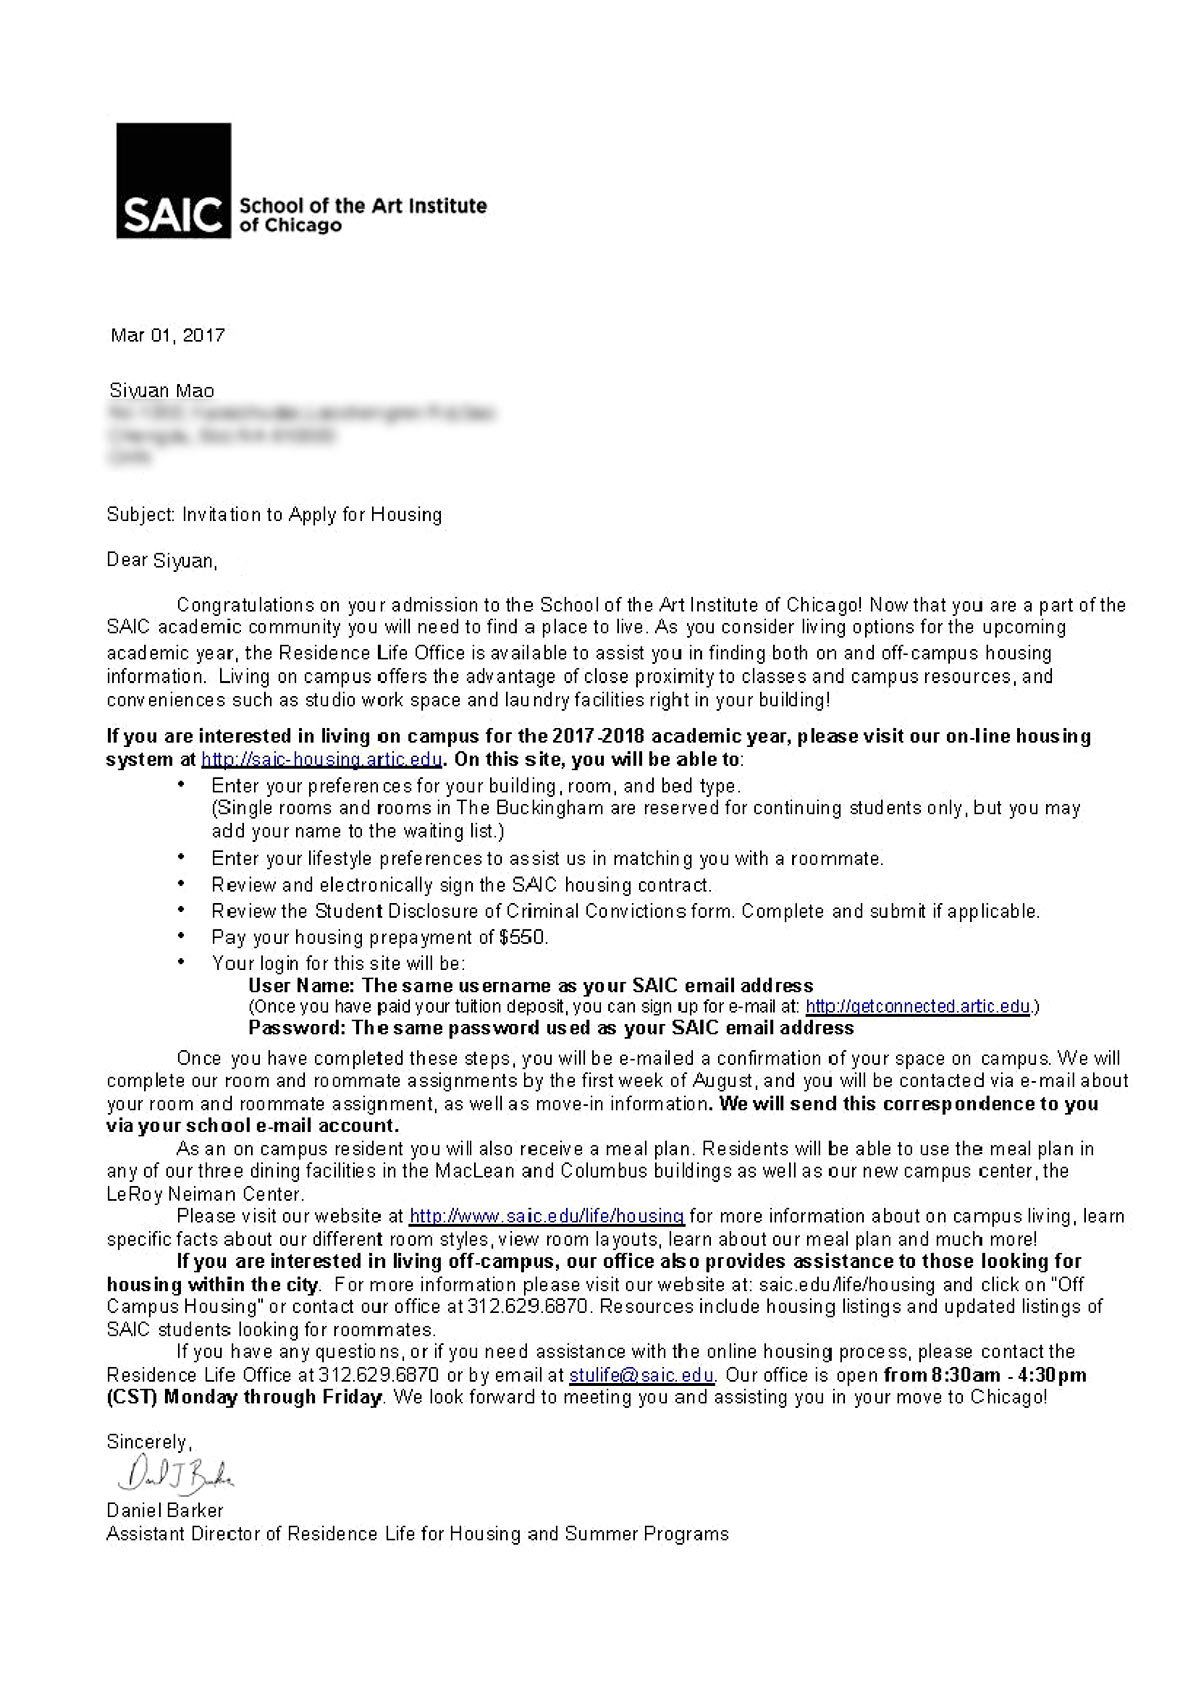 SAIC
School of the Art Institute
of Chicago
Mar 01, 2017
Siyuan Mao
Subject: Invitation to Apply for Housing
Dear Siyuan,
Congratulations on your admission to the School of the Art Institute of Chicago! Now that you are a part of the
SAIC academic community you will need to find a place to live. As you consider living options for the upcoming
academic year, the Residence Life Office is available to assist you in finding both on and off-campus housing
information.  Living on campus offers the advantage of close proximity to classes and campus resources, and
conveniences such as studio work space and laundry facilities right in your building!
If you are interested in living on campus for the 2017-2018 academic year, please visit our on-line housing
system at http://saic-housing.artic.edu. On this site, you will be able to:
• Enter your preferences for your building, room, and bed type.
(Single rooms and rooms in The Buckingham are reserved for continuing students only, but you may
add your name to the waiting list.)
• Enter your lifestyle preferences to assist us in matching you with a roommate.
• Review and electronically sign the SAIC housing contract.
• Review the Student Disclosure of Criminal Convictions form. Complete and submit if applicable.
• Pay your housing prepayment of $550.
• Your login for this site will be:
User Name: The same username as your SAIC email address
(Once you have paid your tuition deposit, you can sign up for e-mail at: http://getconnected.artic.edu.)
Password: The same password used as your SAIC email address
Once you have completed these steps, you will be e-mailed a confirmation of your space on campus. We will
complete our room and roommate assignments by the first week of August, and you will be contacted via e-mail about
your room and roommate assignment, as well as move-in information. We will send this correspondence to you
via your school e-mail account.
As an on campus resident you will also receive a meal plan. Residents will be able to use the meal plan in
any of our three dining facilities in the MacLean and Columbus buildings as well as our new campus center, the
LeRoy Neiman Center.
Please visit our website at http://www.saic.edu/life/housing for more information about on campus living, learn
specific facts about our different room styles, view room layouts, learn about our meal plan and much more!
If you are interested in living off-campus, our office also provides assistance to those looking for
housing within the city.  For more information please visit our website at: saic.edu/life/housing and click on "Off
Campus Housing" or contact our office at 312.629.6870. Resources include housing listings and updated listings of
SAIC students looking for roommates.
If you have any questions, or if you need assistance with the online housing process, please contact the
Residence Life Office at 312.629.6870 or by email at stulife@saic.edu. Our office is open from 8:30am - 4:30pm
(CST) Monday through Friday. We look forward to meeting you and assisting you in your move to Chicago!
Sincerely,
Daniel Barker
Assistant Director of Residence Life for Housing and Summer Programs